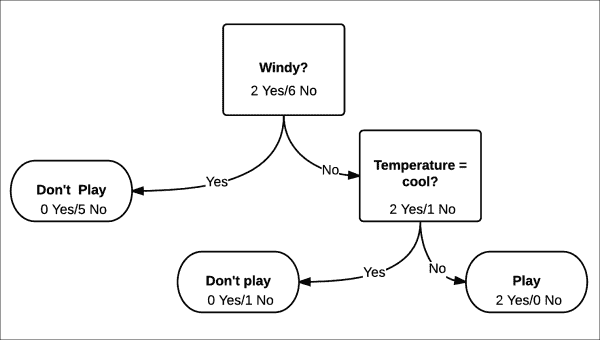 Windy?
2 Yes/6 No
Yes
No
Temperature =
cool?
2 Yes/1 No
Don't Play
0 Yes/5 No
Yes
No
Don't play
0 Yes/1 No
Play
2 Yes/0 No